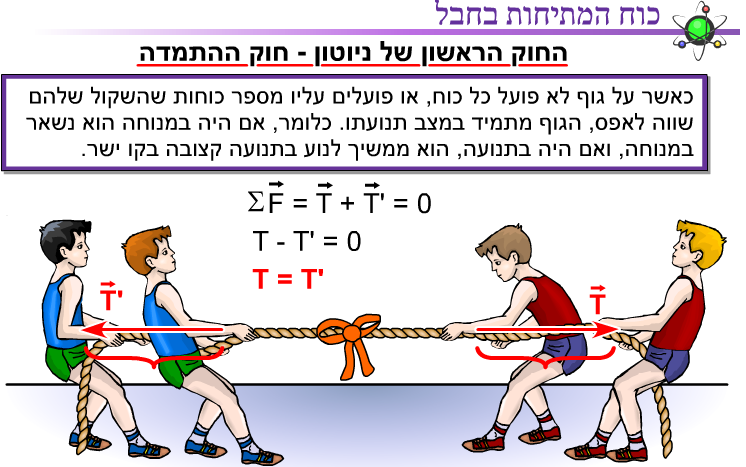 כוח המתיחות בחבל
החוק הראשון של ניוטון - חוק ההתמדה
כאשר על גוף לא פועל כל כוח, או פועלים עליו מספר כוחות שהשקול שלהם
שווה לאפס, הגוף מתמיד במצב תנועתו. כלומר, אם היה במנוחה הוא נשאר
במנוחה, ואם היה בתנועה, הוא ממשיך לנוע בתנועה קצובה בקו ישר.
ΣF⃗ = T⃗ + T⃗' = 0
T - T' = 0
T = T'
T⃗'
T⃗